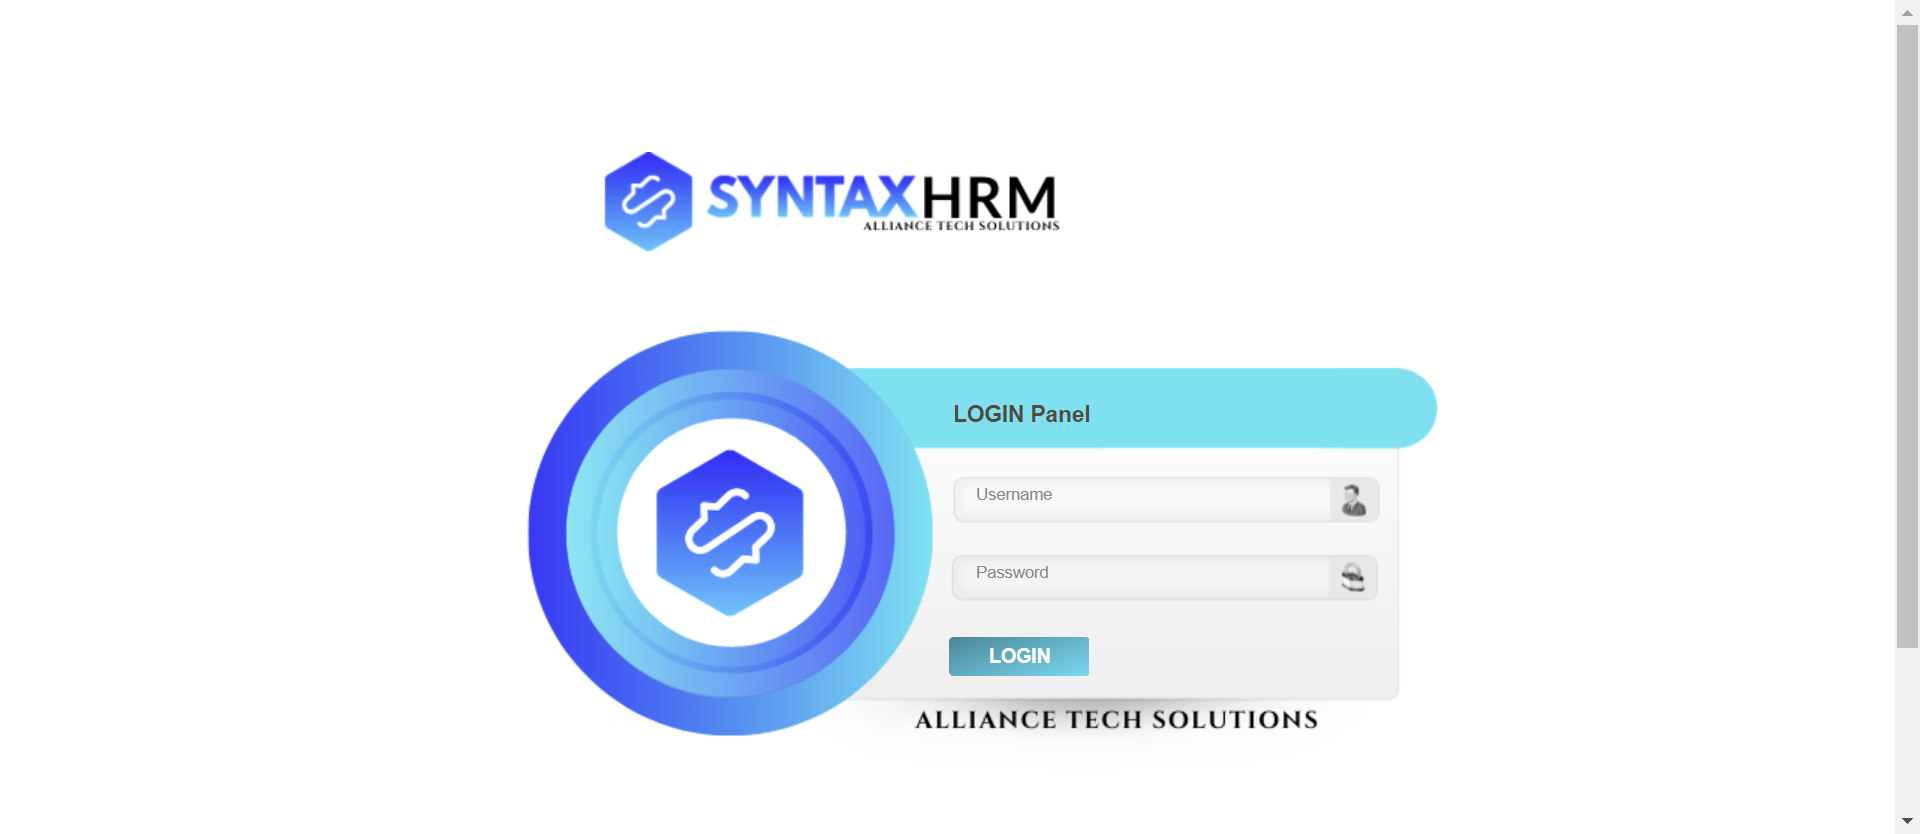 SYNTAXHRM
ALLIANCE TECH SOLUTIONS
LOGIN Panel
Username
Password
LOGIN
ALLIANCE TECH SOLUTIONS